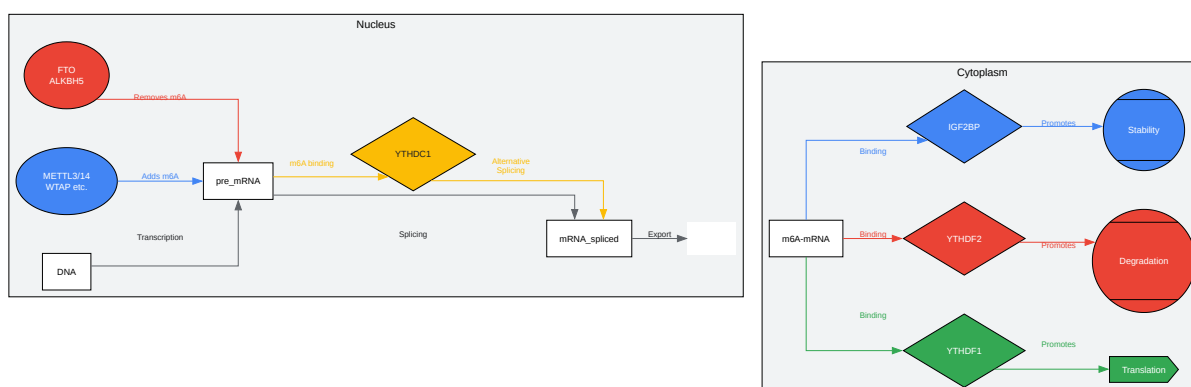 Nucleus
FTO
ALKBH5
Removes m6A
METTL3/14
WTAP etc.
Adds m6A
pre_mRNA
m6A binding
YTHDC1
Alternative
Splicing
Transcription
Splicing
DNA
mRNA_spliced
Export
Cytoplasm
IGF2BP
Promotes
Stability
Binding
m6A-mRNA
Binding
YTHDF2
Promotes
Degradation
Binding
YTHDF1
Promotes
Translation